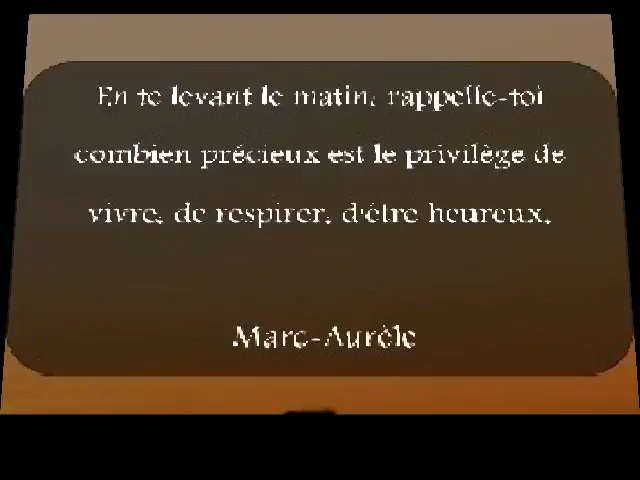 En te levant le matin, rappelle-toi
combien précieux est le privilège de
vivre, de respirer, d'être heureux.
Marc-Aurèle